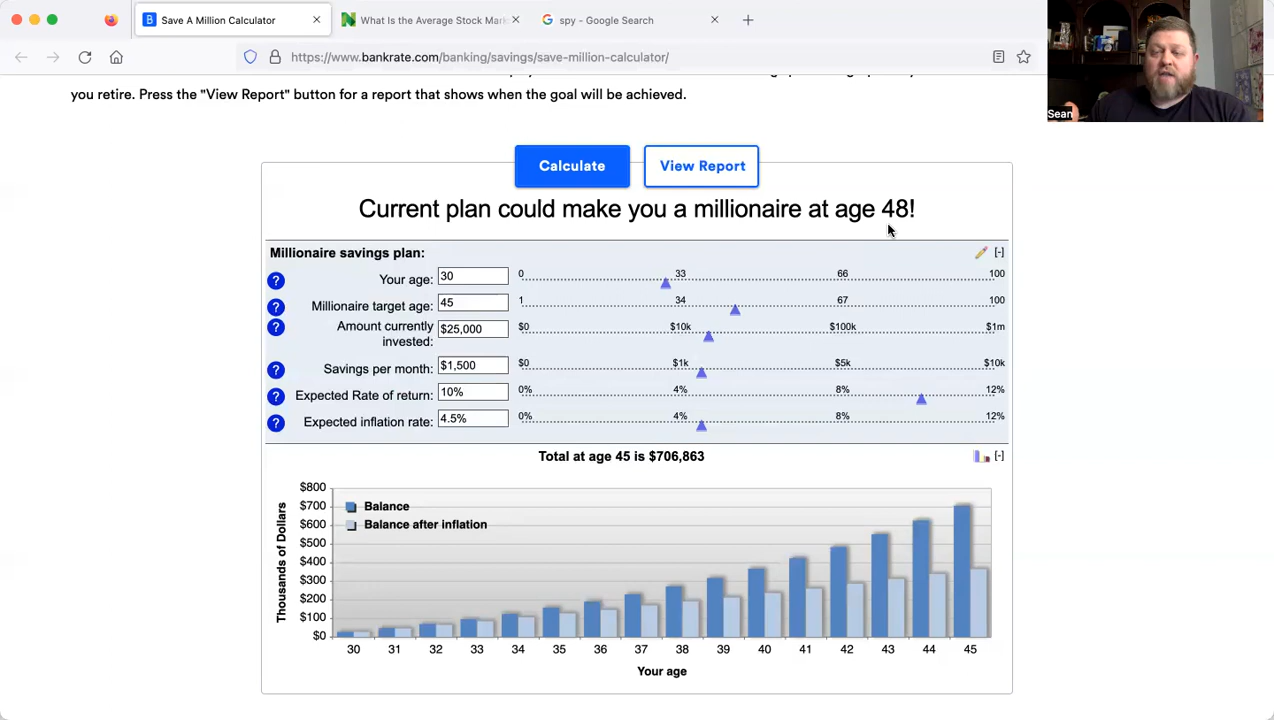 Save A Million Calculator
What Is the Average Stock Mar
spy - Google Search
https://www.bankrate.com/banking/savings/save-million-calculator/
Sean
you retire. Press the "View Report" button for a report that shows when the goal will be achieved.
Calculate
View Report
Current plan could make you a millionaire at age 48!
Millionaire savings plan:
[-]
? Your age: 30 0 33 66 100
? Millionaire target age: 45 1 34 67 100
? Amount currently invested: $25,000 $0 $10k $100k $1m
? Savings per month: $1,500 $0 $1k $5k $10k
? Expected Rate of return: 10% 0% 4% 8% 12%
? Expected inflation rate: 4.5% 0% 4% 8% 12%
Total at age 45 is $706,863
[-]
Thousands of Dollars
$800
$700
$600
$500
$400
$300
$200
$100
$0
Balance
Balance after inflation
30 31 32 33 34 35 36 37 38 39 40 41 42 43 44 45
Your age